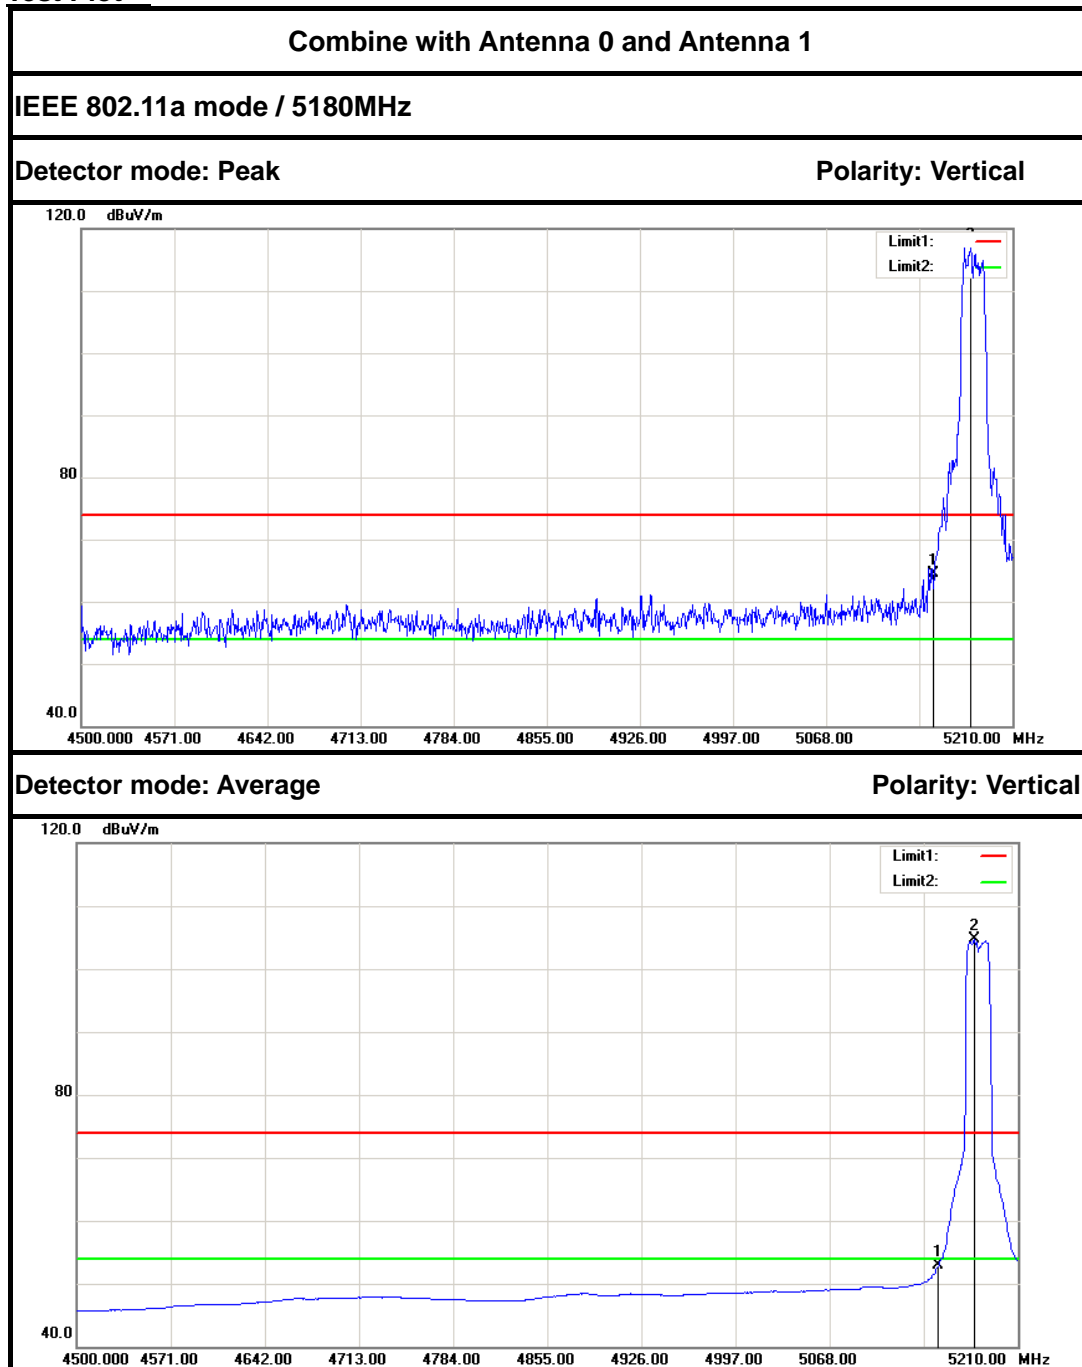 Combine with Antenna 0 and Antenna 1
IEEE 802.11a mode / 5180MHz
Detector mode: Peak Polarity: Vertical
120.0 dBuV/m
Limit1:
Limit2:
2
80
1
40.0
4500.000 4571.00 4642.00 4713.00 4784.00 4855.00 4926.00 4997.00 5068.00 5210.00 MHz
Detector mode: Average Polarity: Vertical
120.0 dBuV/m
Limit1:
Limit2:
2
80
1
40.0
4500.000 4571.00 4642.00 4713.00 4784.00 4855.00 4926.00 4997.00 5068.00 5210.00 MHz